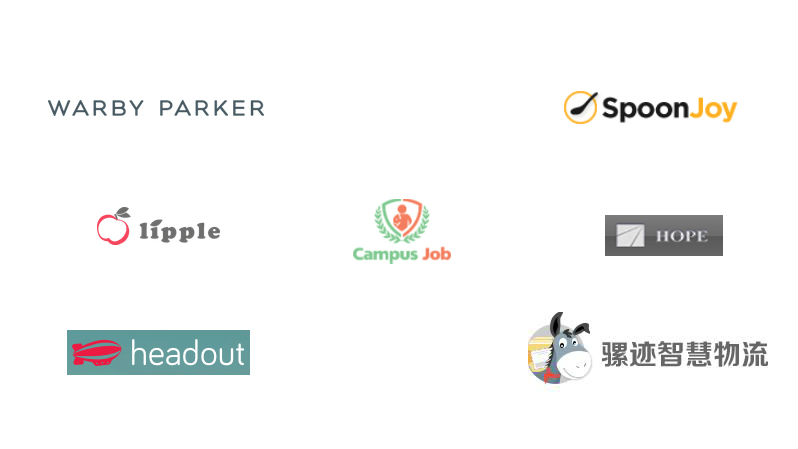 WARBY PARKER
SpoonJoy
lipple
Campus Job
HOPE
headout
骡迹智慧物流